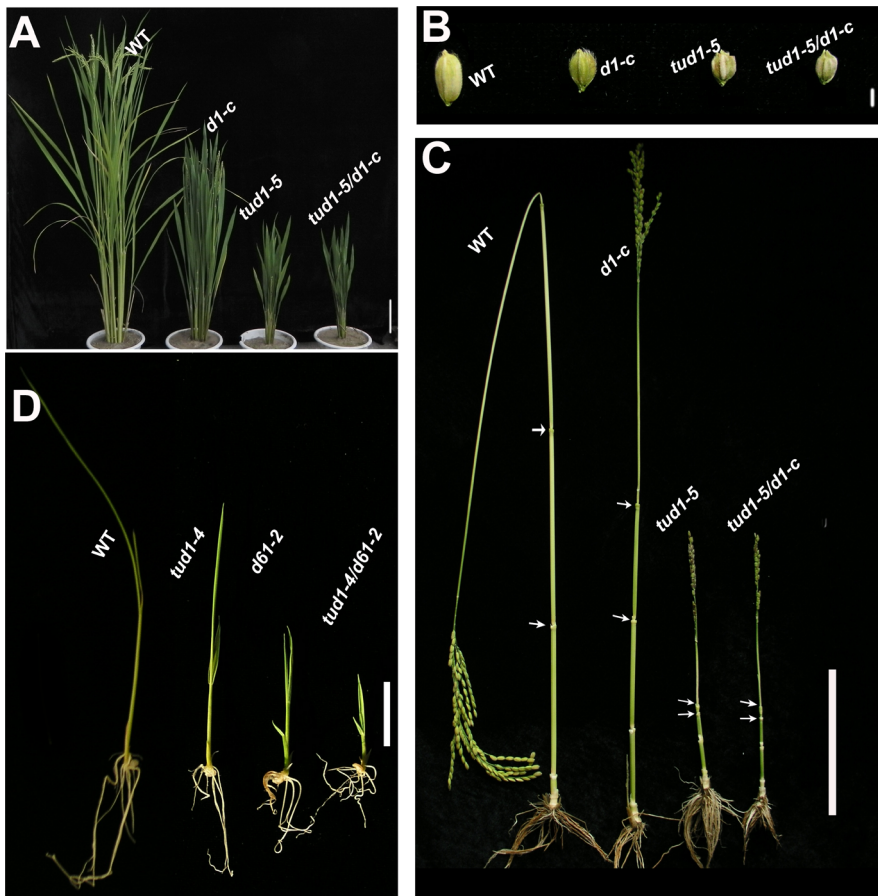 A
WT
d1-c
tud1-5
tud1-5/d1-c
B
WT
d1-c
tud1-5
tud1-5/d1-c
C
WT
d1-c
tud1-5
tud1-5/d1-c
D
WT
tud1-4
d61-2
tud1-4/d61-2